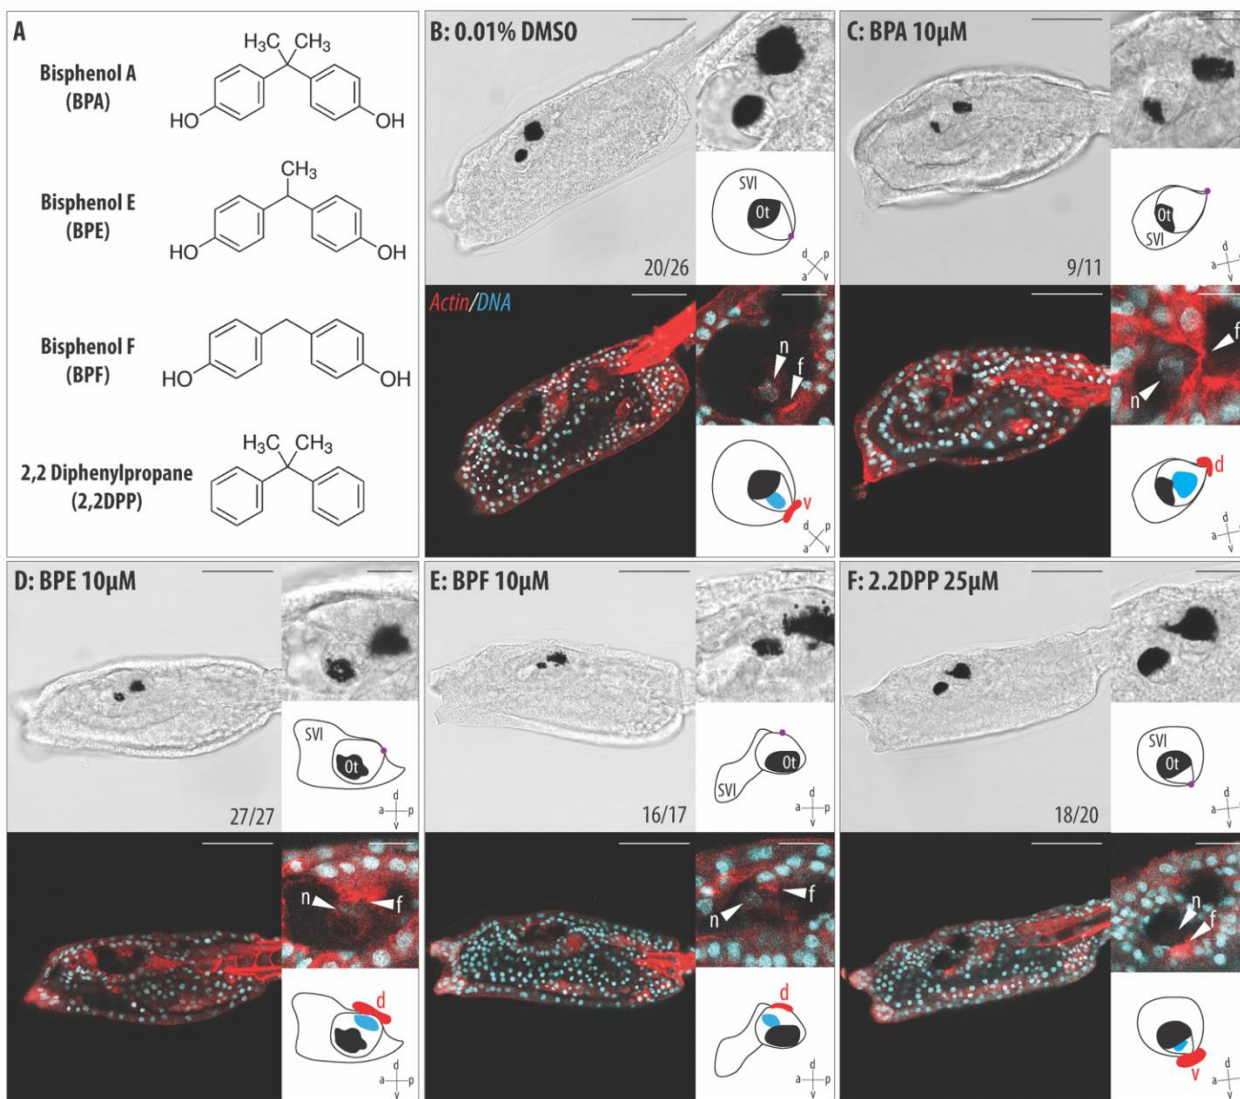 A
Bisphenol A
(BPA)
H₃C CH₃
HO OH
Bisphenol E
(BPE)
CH₃
HO OH
Bisphenol F
(BPF)
HO OH
2,2 Diphenylpropane
(2,2DPP)
H₃C CH₃
B: 0.01% DMSO
SVI
Ot
20/26
d p
a v
Actin/DNA
n
f
v
d p
a v
C: BPA 10µM
Ot
SVI
9/11
d
a p
v
n
f
d
d
a p
v
D: BPE 10µM
SVI
Ot
27/27
d
a p
v
n
f
d
d
a p
v
E: BPF 10µM
Ot
SVI
16/17
d
a p
v
n
f
d
d
a p
v
F: 2.2DPP 25µM
SVI
Ot
18/20
d
a p
v
n
f
v
d
a p
v